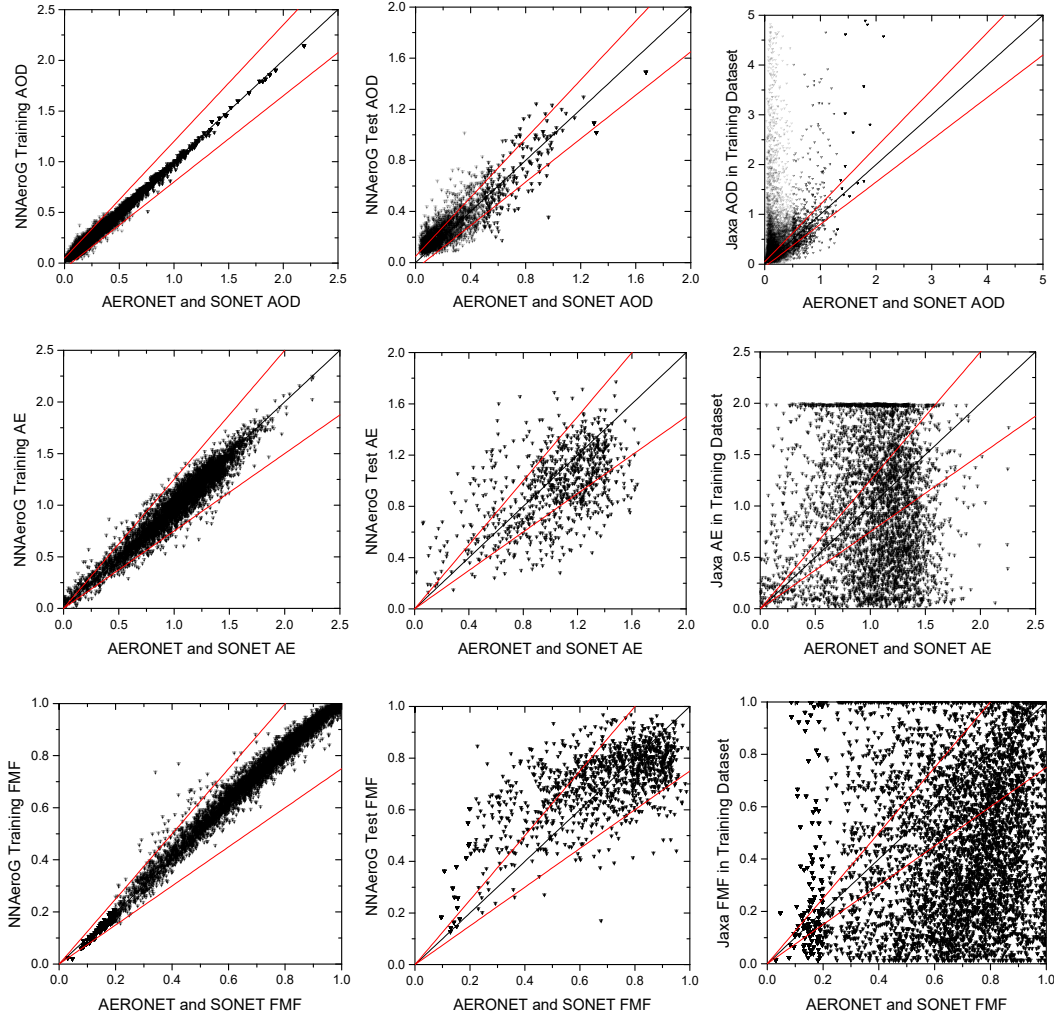 2.5
2.0
1.5
1.0
0.5
0.0
0.0 0.5 1.0 1.5 2.0 2.5
NNAeroG Training AOD
AERONET and SONET AOD
2.0
1.6
1.2
0.8
0.4
0.0
0.0 0.4 0.8 1.2 1.6 2.0
NNAeroG Test AOD
AERONET and SONET AOD
5
4
3
2
1
0
0 1 2 3 4 5
Jaxa AOD in Training Dataset
AERONET and SONET AOD
2.5
2.0
1.5
1.0
0.5
0.0
0.0 0.5 1.0 1.5 2.0 2.5
NNAeroG Training AE
AERONET and SONET AE
2.0
1.6
1.2
0.8
0.4
0.0
0.0 0.4 0.8 1.2 1.6 2.0
NNAeroG Test AE
AERONET and SONET AE
2.5
2.0
1.5
1.0
0.5
0.0
0.0 0.5 1.0 1.5 2.0 2.5
Jaxa AE in Training Dataset
AERONET and SONET AE
1.0
0.8
0.6
0.4
0.2
0.0
0.0 0.2 0.4 0.6 0.8 1.0
NNAeroG Training FMF
AERONET and SONET FMF
1.0
0.8
0.6
0.4
0.2
0.0
0.0 0.2 0.4 0.6 0.8 1.0
NNAeroG Test FMF
AERONET and SONET FMF
1.0
0.8
0.6
0.4
0.2
0.0
0.0 0.2 0.4 0.6 0.8 1.0
Jaxa FMF in Training Dataset
AERONET and SONET FMF